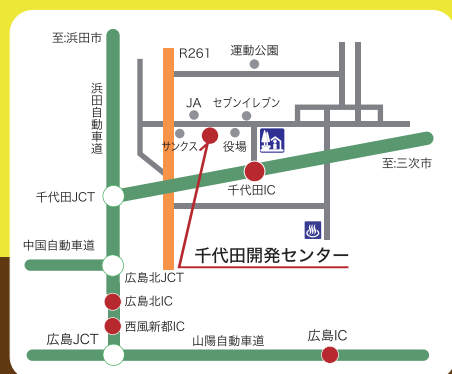 至:浜田市
R261
運動公園
浜田自動車道
JA
セブンイレブン
サンクス
役場
至:三次市
千代田JCT
千代田IC
中国自動車道
千代田開発センター
広島北JCT
広島北IC
西風新都IC
広島JCT
山陽自動車道
広島IC